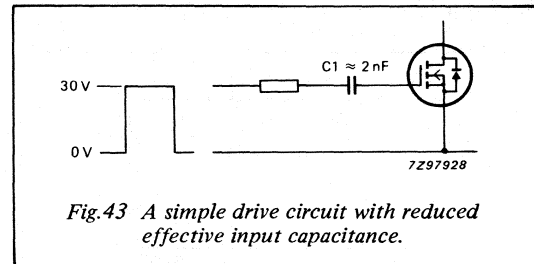 C1 ≈ 2 nF
30 V
0 V
7Z97928
Fig.43 A simple drive circuit with reduced
effective input capacitance.